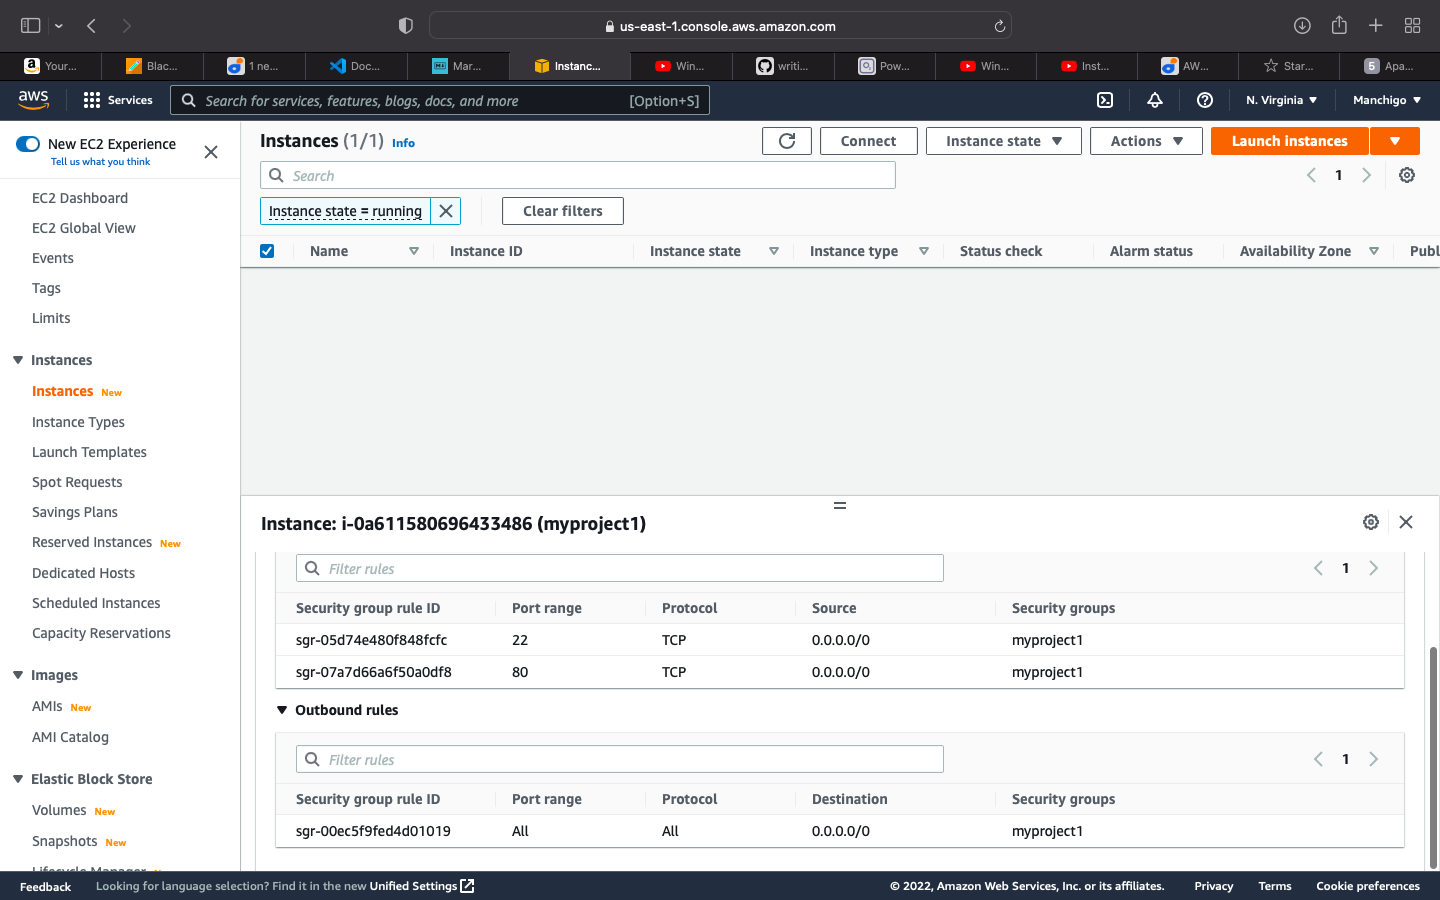 us-east-1.console.aws.amazon.com
Your...
Blac...
1 ne...
Doc...
Mar...
Instanc...
Win...
writi...
Pow...
Win...
Inst...
AW...
Star...
5 Apa...
aws
Services
Search for services, features, blogs, docs, and more [Option+S]
N. Virginia
Manchigo
New EC2 Experience
Tell us what you think
EC2 Dashboard
EC2 Global View
Events
Tags
Limits
Instances
Instances New
Instance Types
Launch Templates
Spot Requests
Savings Plans
Reserved Instances New
Dedicated Hosts
Scheduled Instances
Capacity Reservations
Images
AMIs New
AMI Catalog
Elastic Block Store
Volumes New
Snapshots New
Lifecycle Manager
Instances (1/1) Info
Connect
Instance state
Actions
Launch instances
Search
1
Instance state = running
Clear filters
Name Instance ID Instance state Instance type Status check Alarm status Availability Zone Publ
Instance: i-0a611580696433486 (myproject1)
Filter rules
1
Security group rule ID Port range Protocol Source Security groups
sgr-05d74e480f848fcfc 22 TCP 0.0.0.0/0 myproject1
sgr-07a7d66a6f50a0df8 80 TCP 0.0.0.0/0 myproject1
Outbound rules
Filter rules
1
Security group rule ID Port range Protocol Destination Security groups
sgr-00ec5f9fed4d01019 All All 0.0.0.0/0 myproject1
Feedback Looking for language selection? Find it in the new Unified Settings © 2022, Amazon Web Services, Inc. or its affiliates. Privacy Terms Cookie preferences